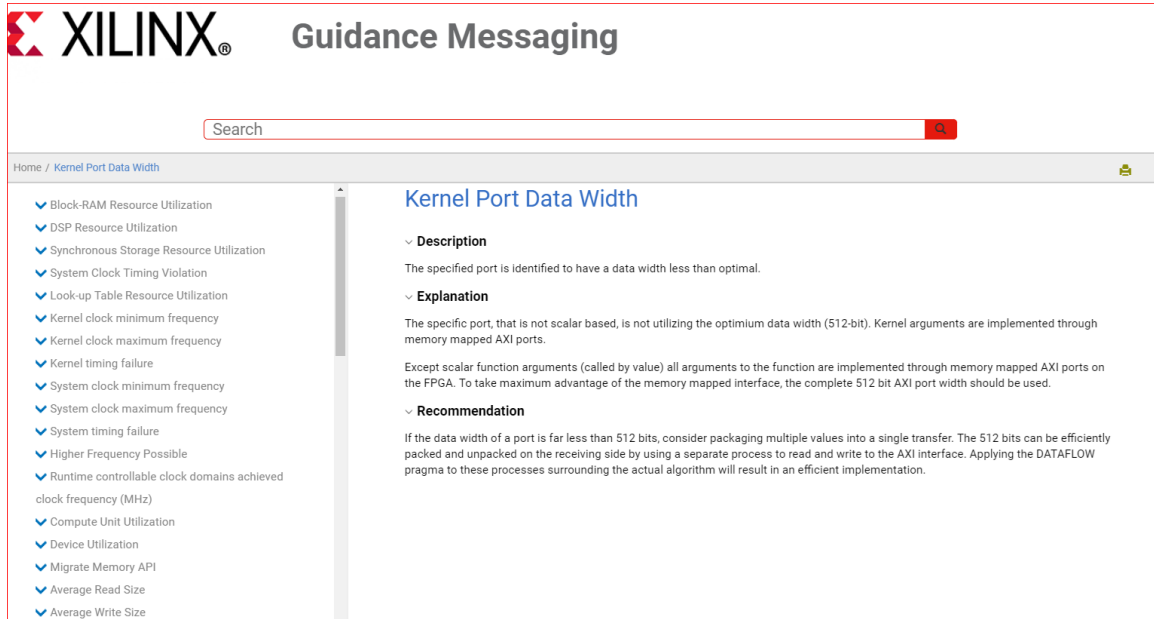 XILINX® Guidance Messaging
Search
Home / Kernel Port Data Width
Block-RAM Resource Utilization
DSP Resource Utilization
Synchronous Storage Resource Utilization
System Clock Timing Violation
Look-up Table Resource Utilization
Kernel clock minimum frequency
Kernel clock maximum frequency
Kernel timing failure
System clock minimum frequency
System clock maximum frequency
System timing failure
Higher Frequency Possible
Runtime controllable clock domains achieved
clock frequency (MHz)
Compute Unit Utilization
Device Utilization
Migrate Memory API
Average Read Size
Average Write Size
Kernel Port Data Width
Description
The specified port is identified to have a data width less than optimal.
Explanation
The specific port, that is not scalar based, is not utilizing the optimium data width (512-bit). Kernel arguments are implemented through
memory mapped AXI ports.
Except scalar function arguments (called by value) all arguments to the function are implemented through memory mapped AXI ports on
the FPGA. To take maximum advantage of the memory mapped interface, the complete 512 bit AXI port width should be used.
Recommendation
If the data width of a port is far less than 512 bits, consider packaging multiple values into a single transfer. The 512 bits can be efficiently
packed and unpacked on the receiving side by using a separate process to read and write to the AXI interface. Applying the DATAFLOW
pragma to these processes surrounding the actual algorithm will result in an efficient implementation.